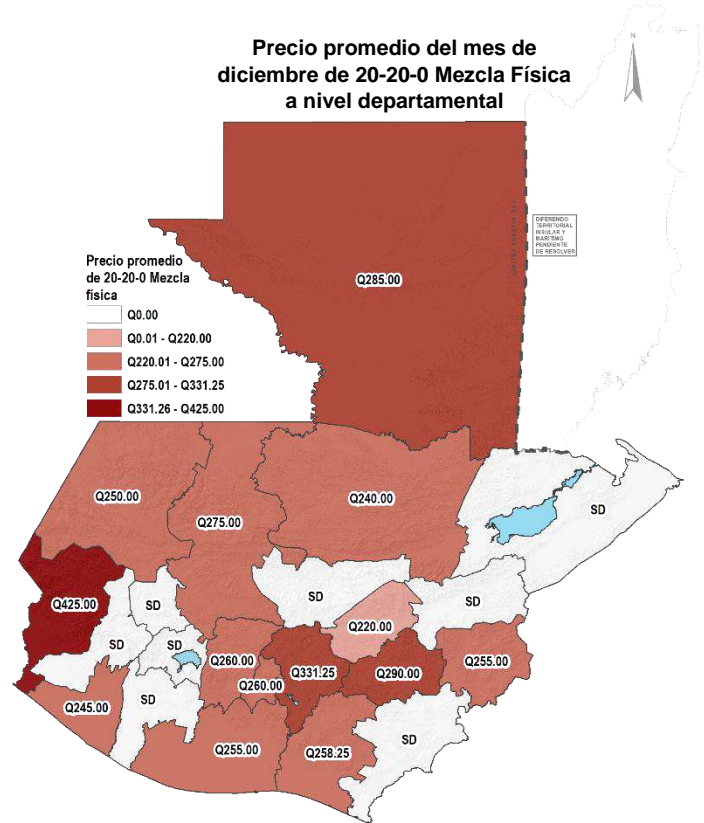 Precio promedio del mes de
diciembre de 20-20-0 Mezcla Física
a nivel departamental
N
DIFERENDO
TERRITORIAL
INSULAR Y
MARÍTIMO
PENDIENTE
DE RESOLVER
Q285.00
Precio promedio
de 20-20-0 Mezcla
física
Q0.00
Q0.01 - Q220.00
Q220.01 - Q275.00
Q275.01 - Q331.25
Q331.26 - Q425.00
Q250.00
Q275.00
Q240.00
SD
Q425.00
SD
SD
SD
SD
SD
Q220.00
Q260.00
Q331.25
Q290.00
Q255.00
Q260.00
Q245.00
SD
Q255.00
Q258.25
SD